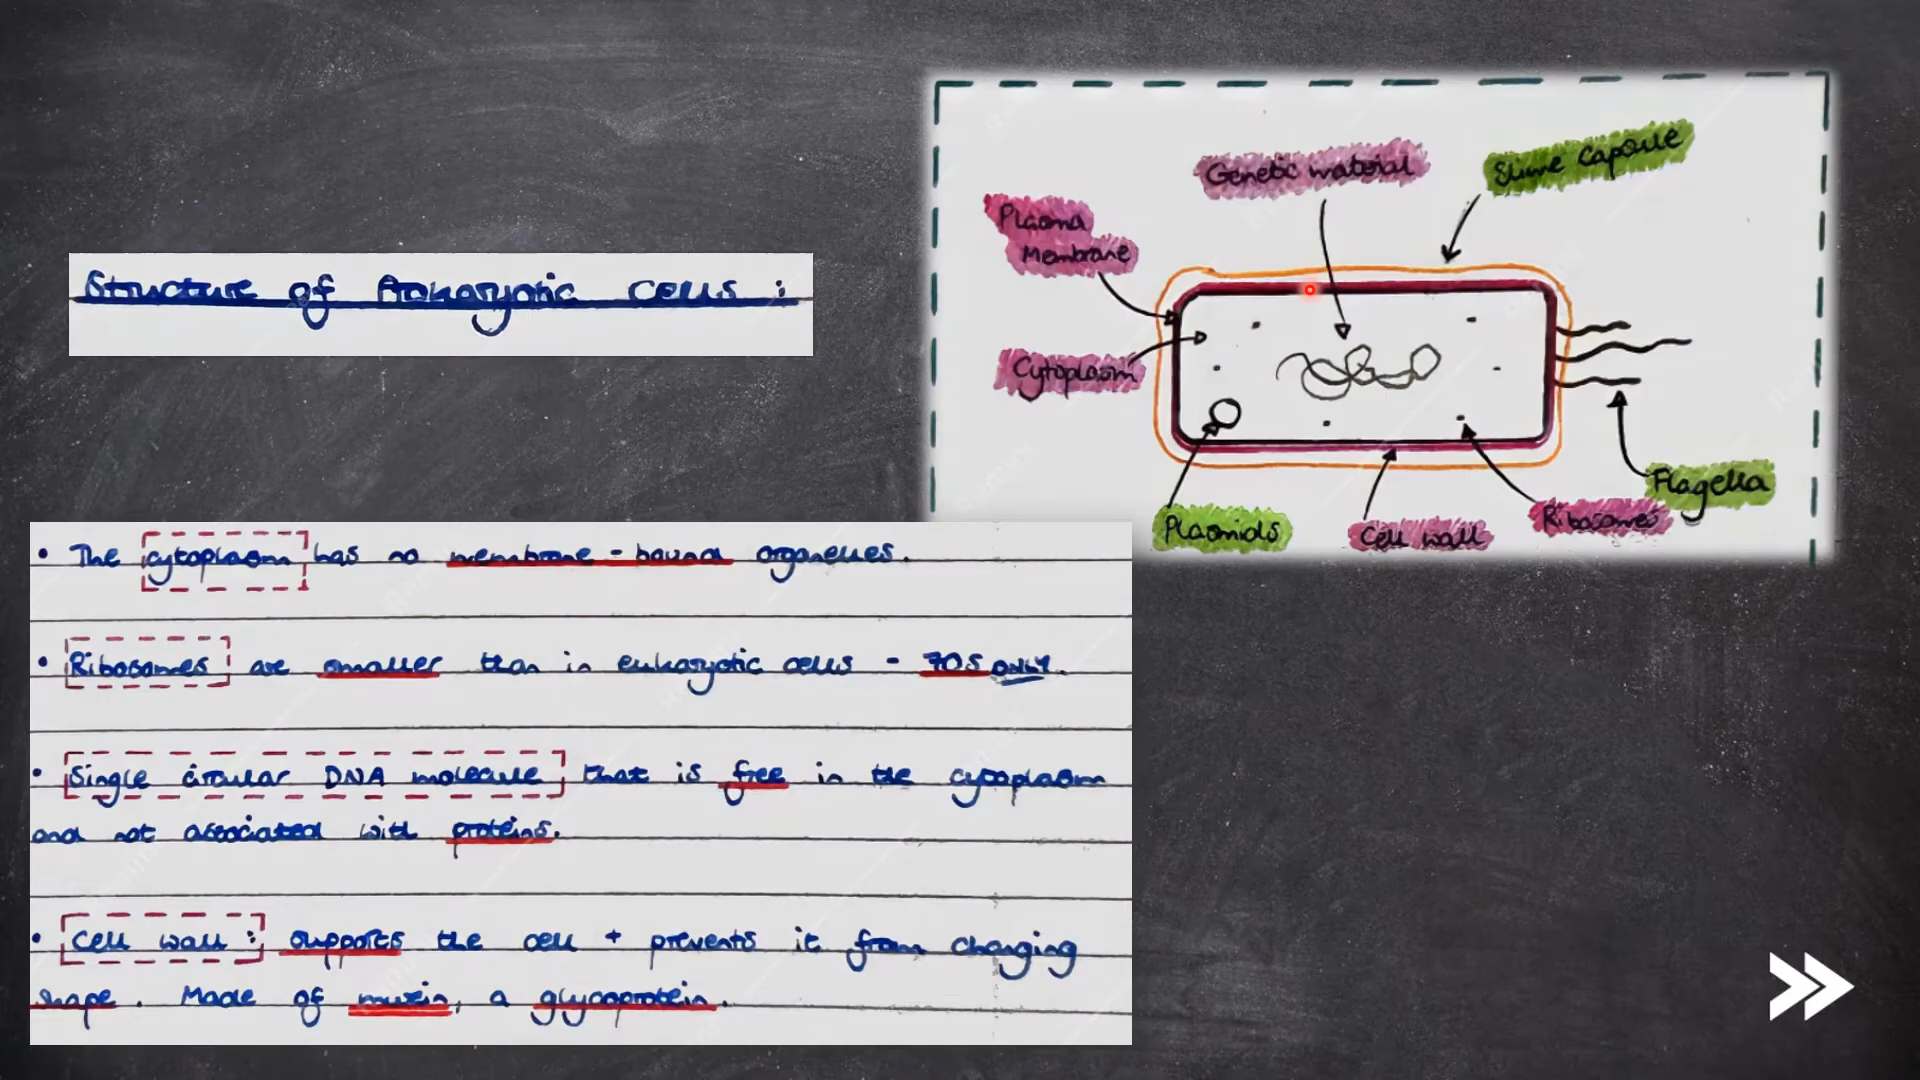 Structure of Prokaryotic Cells :
Genetic material
Slime Capsule
Plasma
Membrane
Cytoplasm
Flagella
Ribosomes
Plasmids
Cell wall
• The cytoplasm has no membrane - bound organelles.
• Ribosomes are smaller than in eukaryotic cells - 70S ONLY.
• Single circular DNA molecule that is free in the cytoplasm
and not associated with proteins.
• Cell wall : supports the cell + prevents it from changing
shape. Made of murein, a glycoprotein.